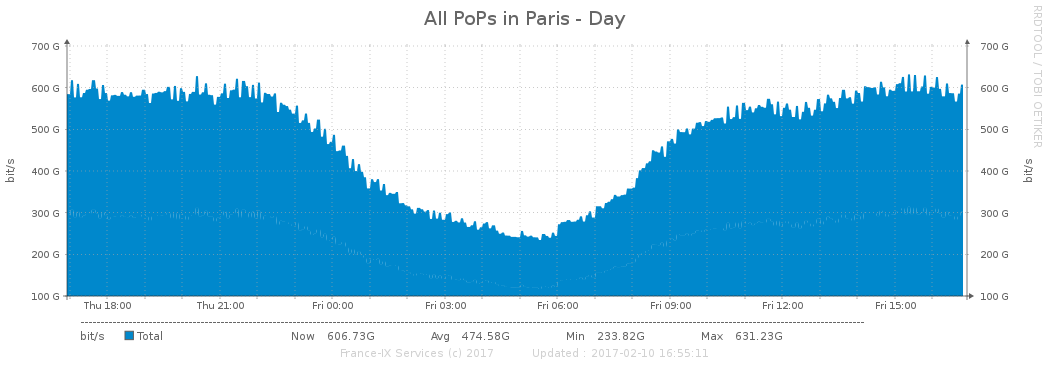 All PoPs in Paris - Day
RRDTOOL / TOBI OETIKER
bit/s
700 G
600 G
500 G
400 G
300 G
200 G
100 G
700 G
600 G
500 G
400 G
300 G
200 G
100 G
bit/s
Thu 18:00 Thu 21:00 Fri 00:00 Fri 03:00 Fri 06:00 Fri 09:00 Fri 12:00 Fri 15:00
bit/s Total Now 606.73G Avg 474.58G Min 233.82G Max 631.23G
France-IX Services (c) 2017 Updated : 2017-02-10 16:55:11